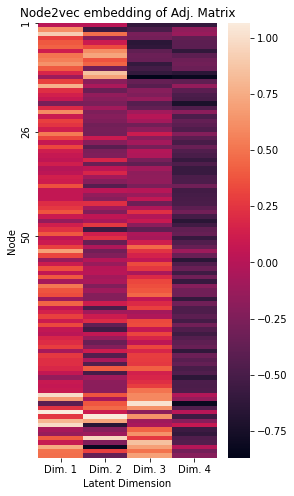 Node2vec embedding of Adj. Matrix
1
26
50
Node
Dim. 1 Dim. 2 Dim. 3 Dim. 4
Latent Dimension
1.00
0.75
0.50
0.25
0.00
−0.25
−0.50
−0.75